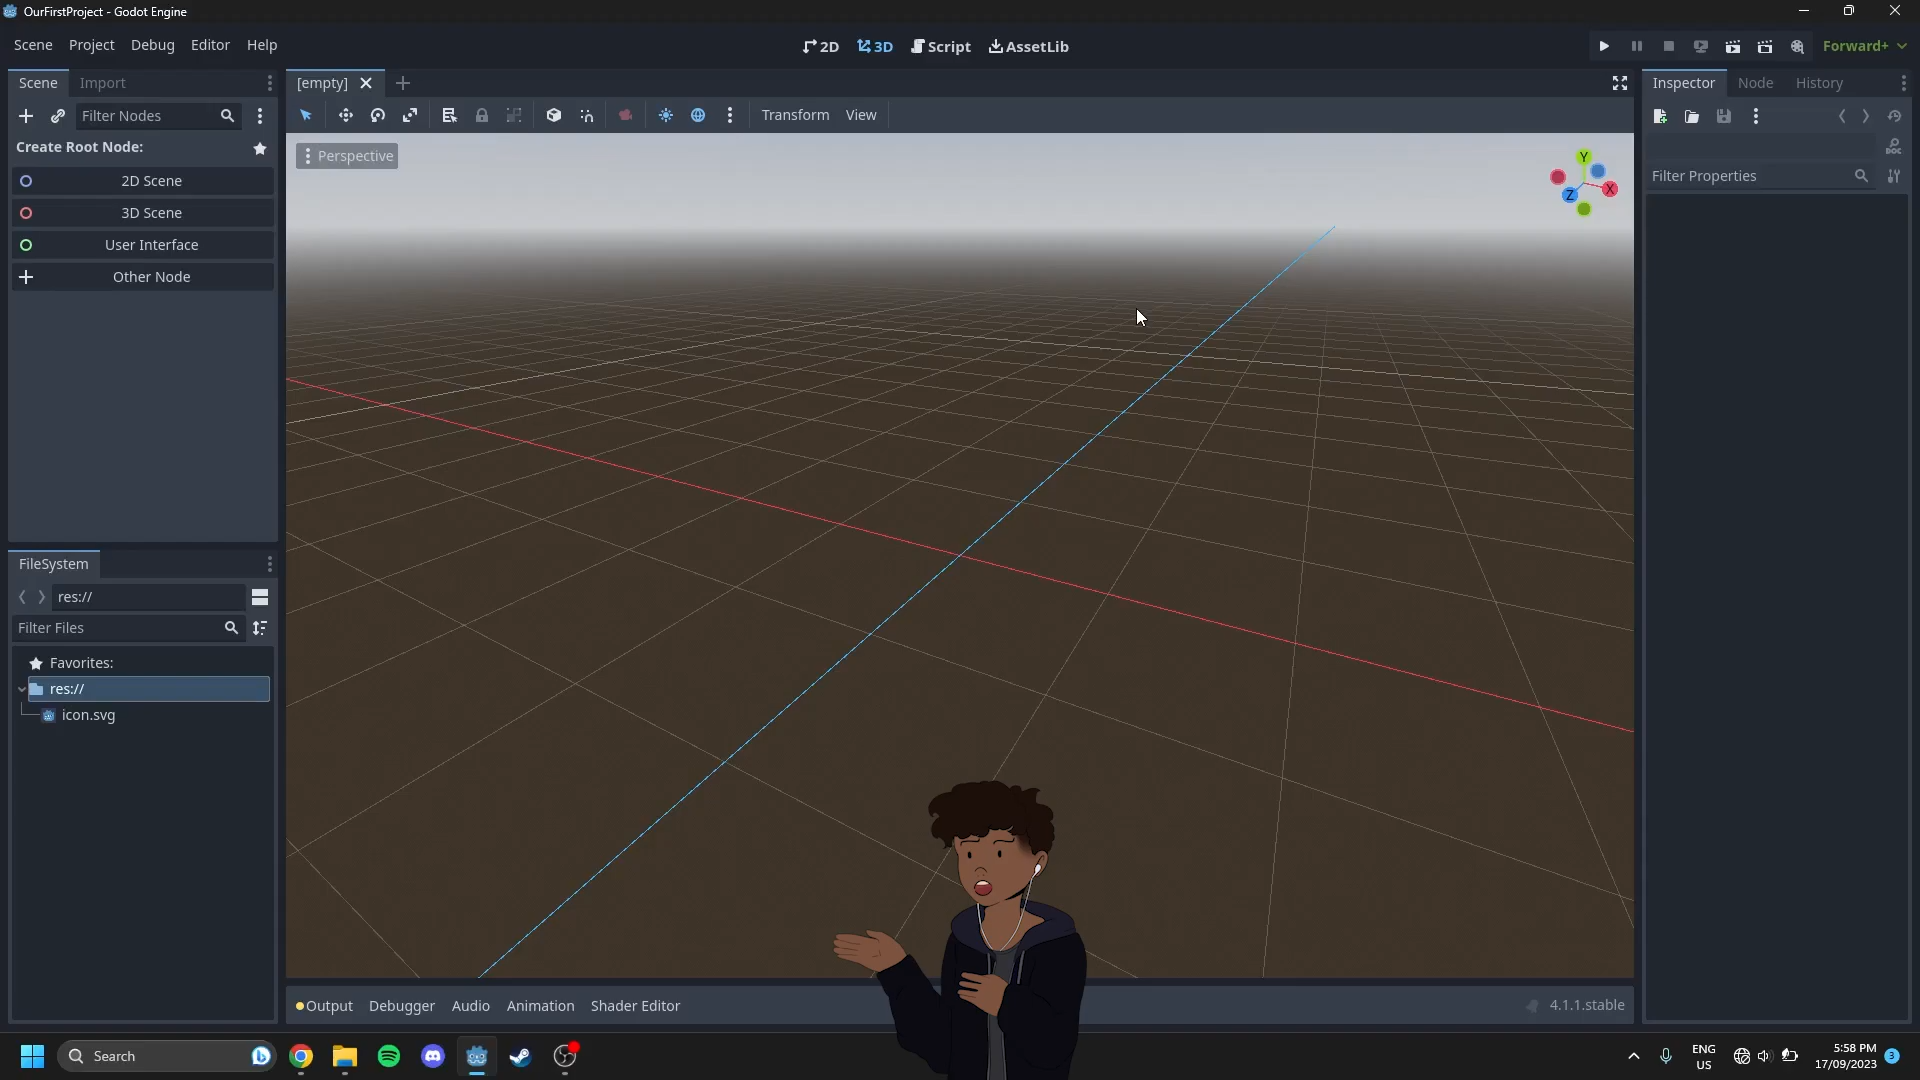 OurFirstProject - Godot Engine
Scene Project Debug Editor Help
2D 3D Script AssetLib
Forward+
Scene Import
[empty]
Inspector Node History
Filter Nodes
Transform View
Create Root Node:
Perspective
2D Scene
3D Scene
User Interface
Other Node
Y
X
Z
DOC
Filter Properties
FileSystem
res://
Filter Files
Favorites:
res://
icon.svg
Output Debugger Audio Animation Shader Editor
4.1.1.stable
Search
ENG
US
5:58 PM
17/09/2023
3